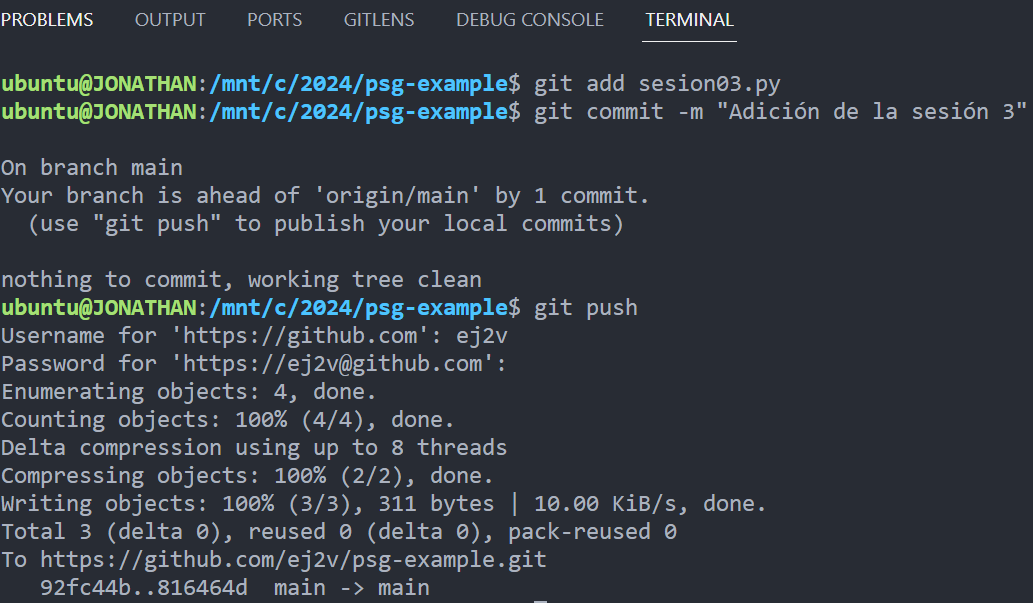 PROBLEMS OUTPUT PORTS GITLENS DEBUG CONSOLE TERMINAL
ubuntu@JONATHAN:/mnt/c/2024/psg-example$ git add sesion03.py
ubuntu@JONATHAN:/mnt/c/2024/psg-example$ git commit -m "Adición de la sesión 3"
On branch main
Your branch is ahead of 'origin/main' by 1 commit.
  (use "git push" to publish your local commits)
nothing to commit, working tree clean
ubuntu@JONATHAN:/mnt/c/2024/psg-example$ git push
Username for 'https://github.com': ej2v
Password for 'https://ej2v@github.com':
Enumerating objects: 4, done.
Counting objects: 100% (4/4), done.
Delta compression using up to 8 threads
Compressing objects: 100% (2/2), done.
Writing objects: 100% (3/3), 311 bytes | 10.00 KiB/s, done.
Total 3 (delta 0), reused 0 (delta 0), pack-reused 0
To https://github.com/ej2v/psg-example.git
   92fc44b..816464d  main -> main